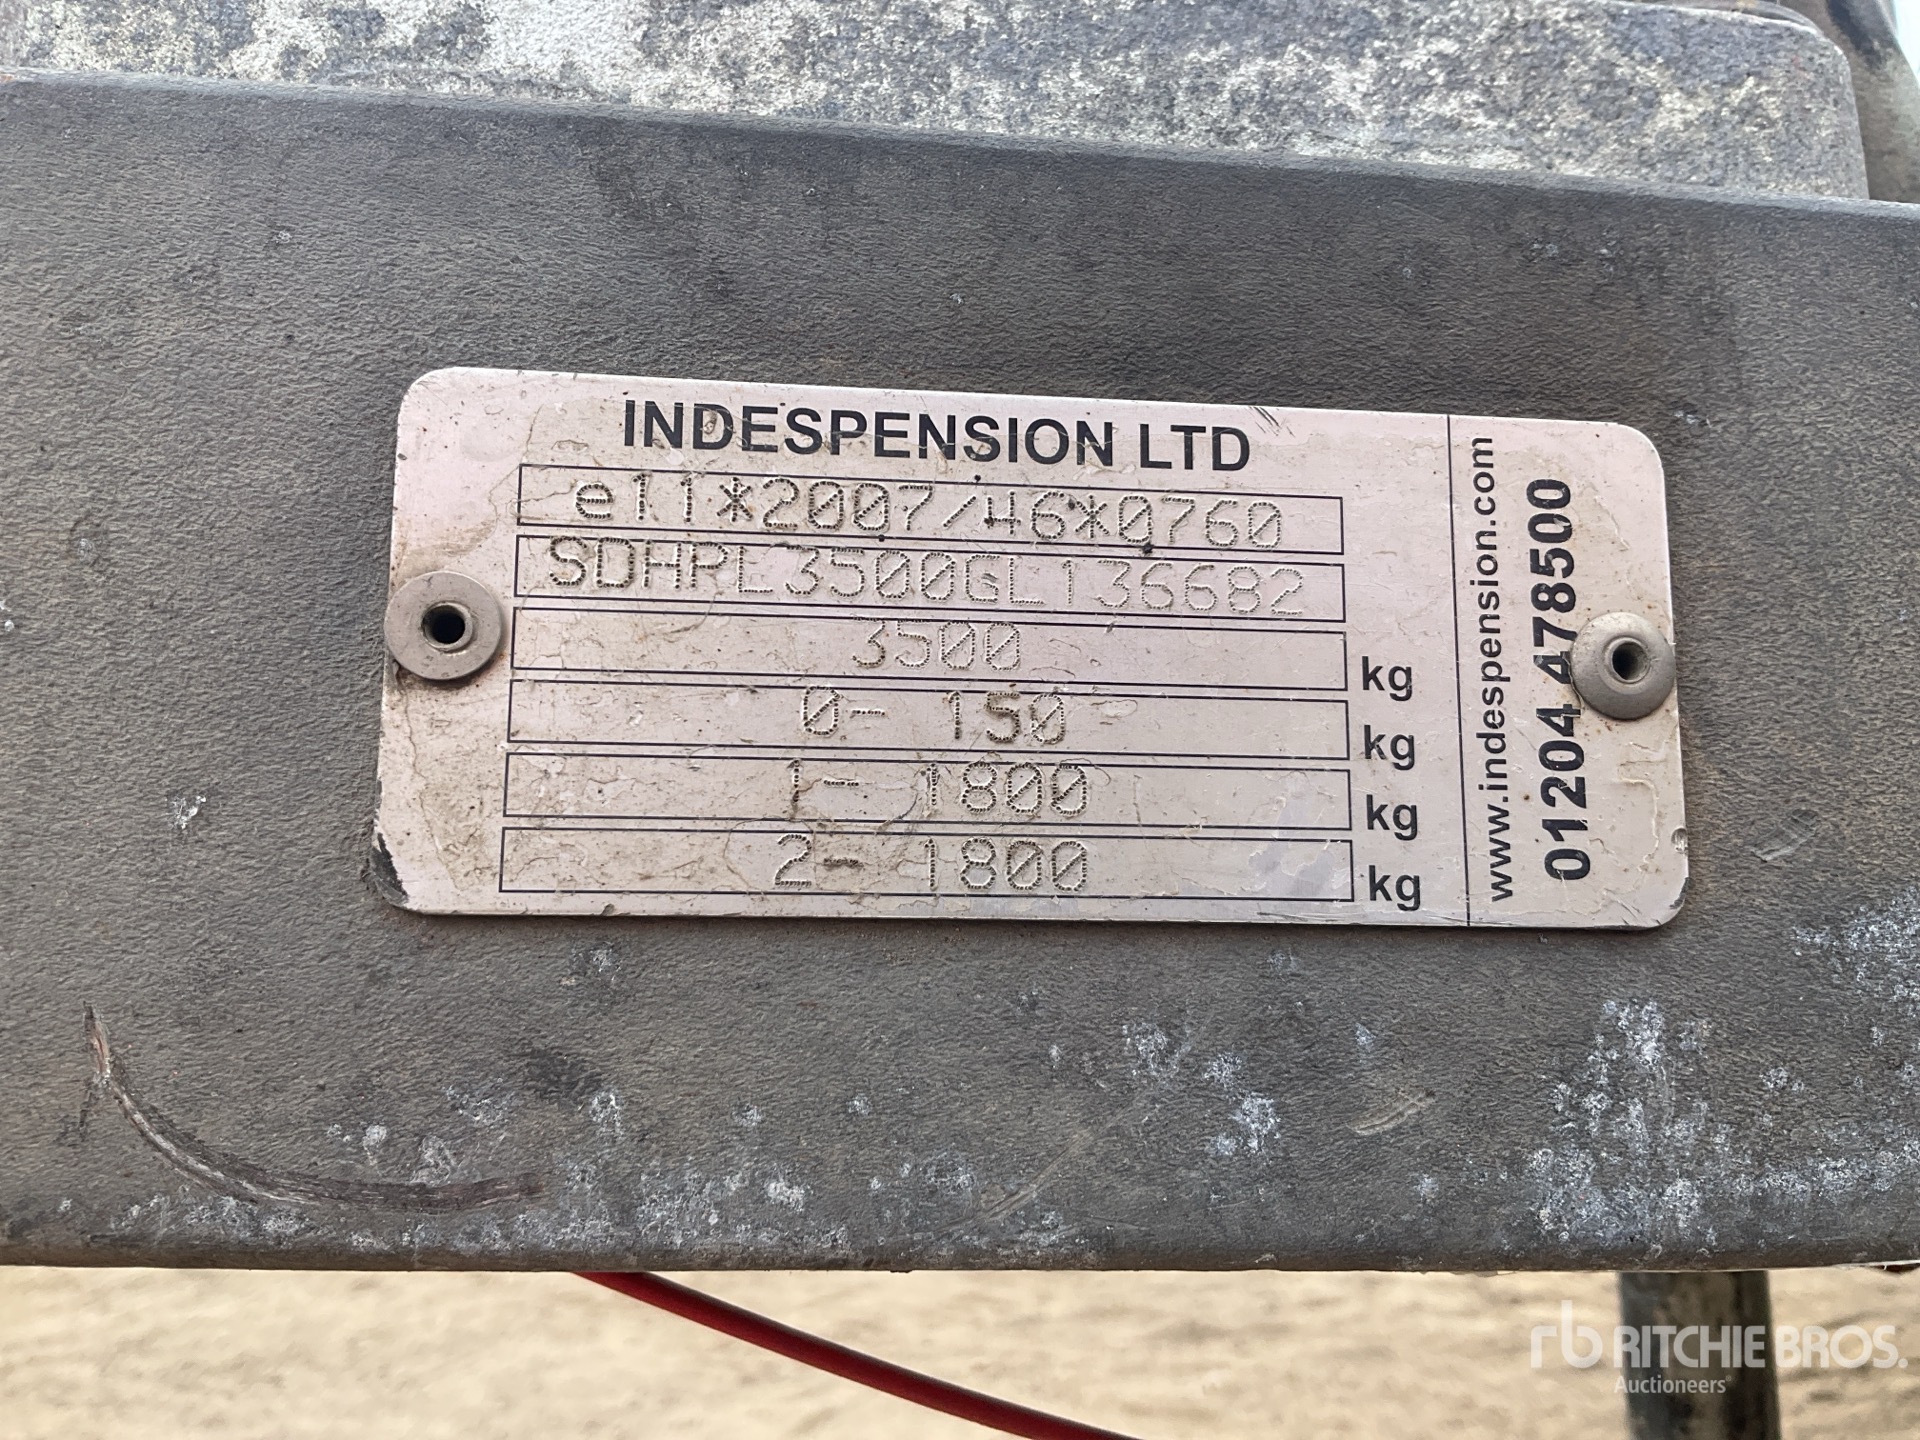 INDESPENSION LTD
e11*2007/46*0760
SDHPL3500GL136682
3500 kg
0- 150 kg
1- 1800 kg
2- 1800 kg
www.indespension.com
01204 478500
rb RITCHIE BROS.
Auctioneers